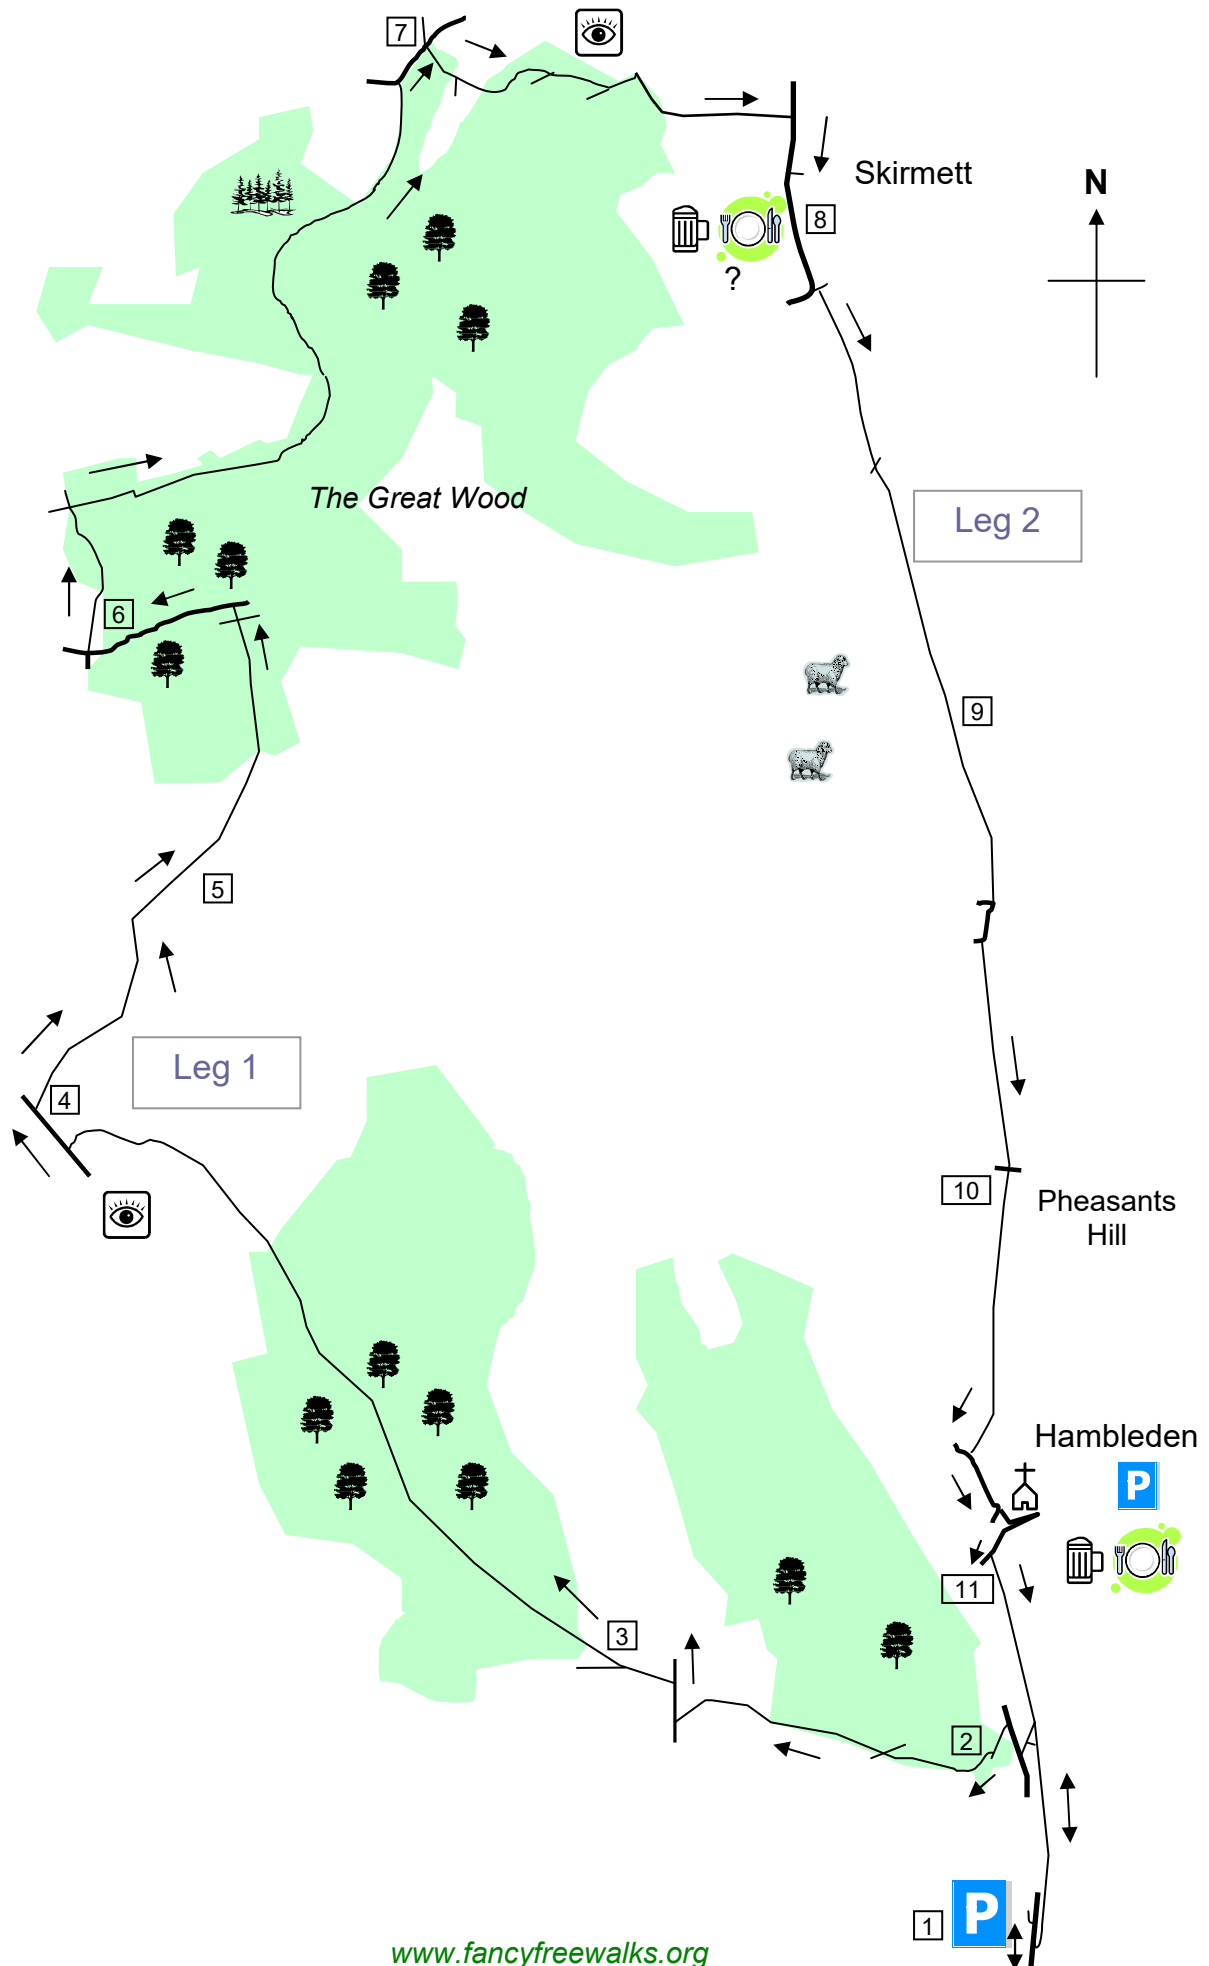 7
Skirmett
N
8
?
The Great Wood
Leg 2
6
9
5
Leg 1
4
10
Pheasants
Hill
Hambleden
P
11
3
2
P
1
www.fancyfreewalks.org